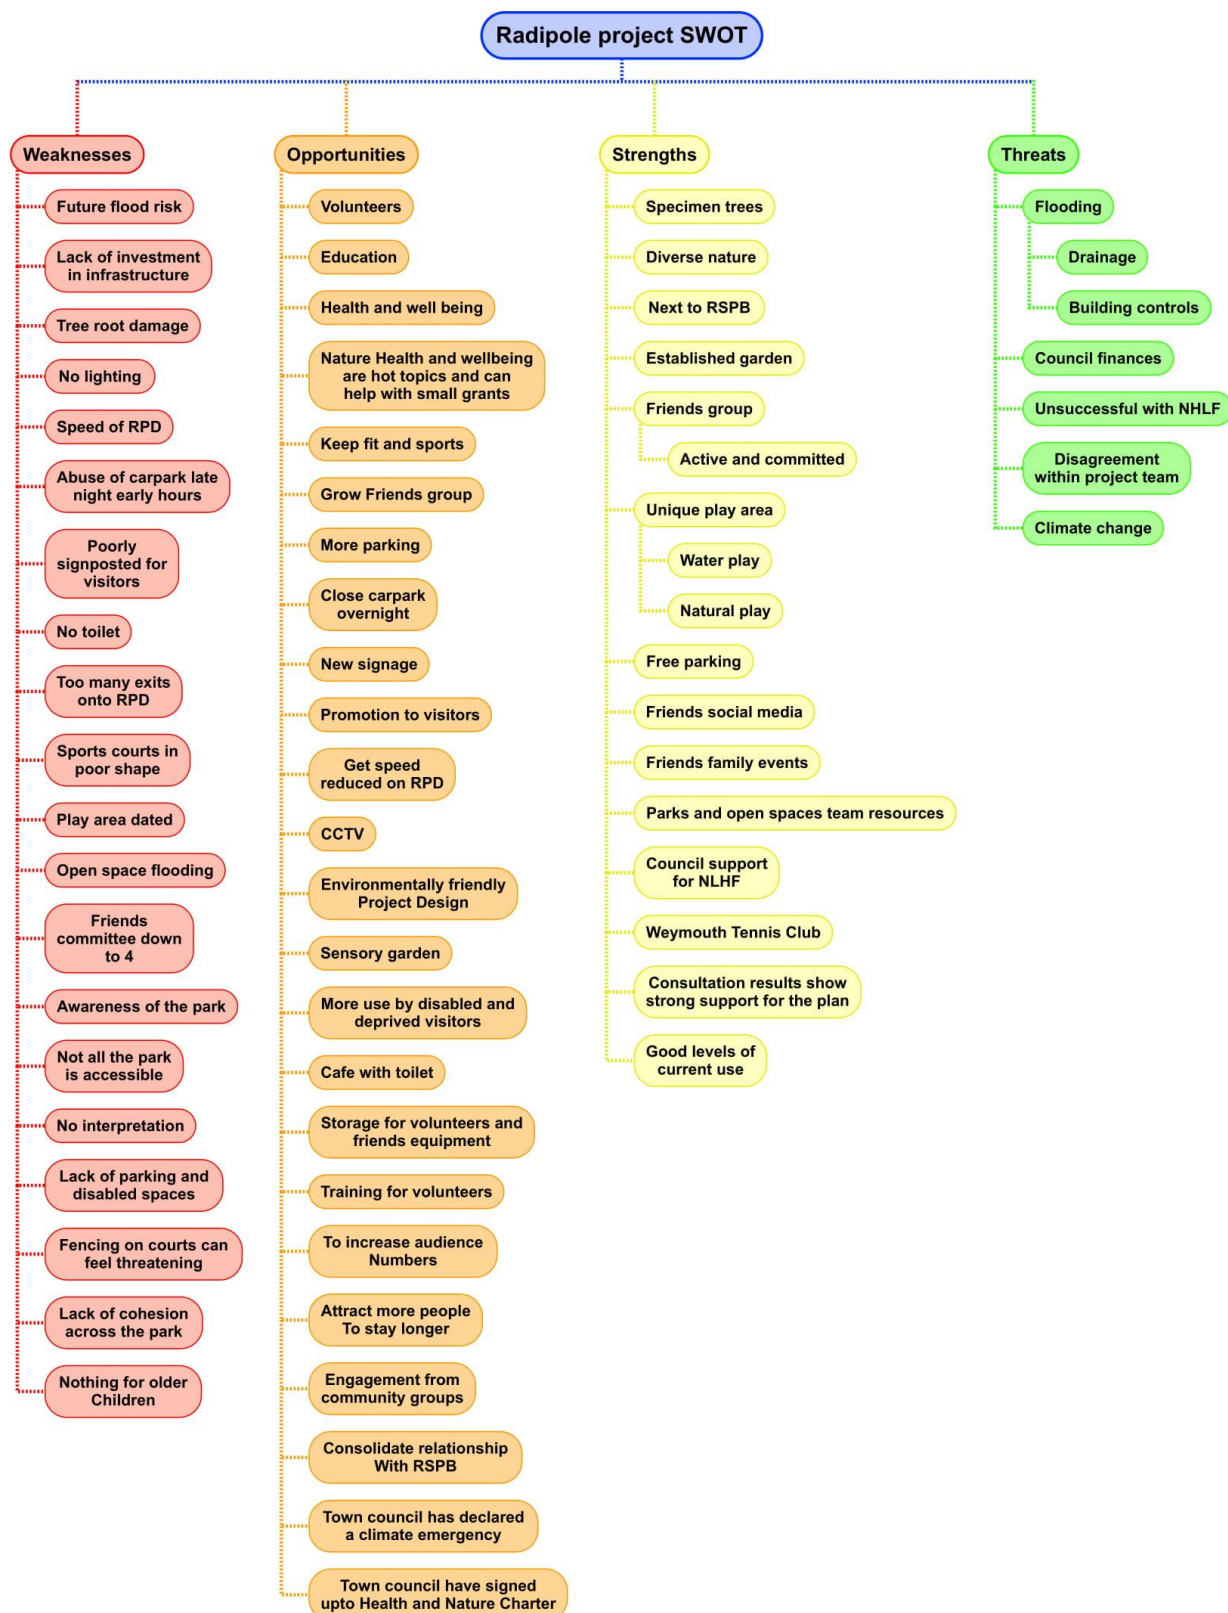 Radipole project SWOT
Weaknesses
Future flood risk
Lack of investment
in infrastructure
Tree root damage
No lighting
Speed of RPD
Abuse of carpark late
night early hours
Poorly
signposted for
visitors
No toilet
Too many exits
onto RPD
Sports courts in
poor shape
Play area dated
Open space flooding
Friends
committee down
to 4
Awareness of the park
Not all the park
is accessible
No interpretation
Lack of parking and
disabled spaces
Fencing on courts can
feel threatening
Lack of cohesion
across the park
Nothing for older
Children
Opportunities
Volunteers
Education
Health and well being
Nature Health and wellbeing
are hot topics and can
help with small grants
Keep fit and sports
Grow Friends group
More parking
Close carpark
overnight
New signage
Promotion to visitors
Get speed
reduced on RPD
CCTV
Environmentally friendly
Project Design
Sensory garden
More use by disabled and
deprived visitors
Cafe with toilet
Storage for volunteers and
friends equipment
Training for volunteers
To increase audience
Numbers
Attract more people
To stay longer
Engagement from
community groups
Consolidate relationship
With RSPB
Town council has declared
a climate emergency
Town council have signed
upto Health and Nature Charter
Strengths
Specimen trees
Diverse nature
Next to RSPB
Established garden
Friends group
Active and committed
Unique play area
Water play
Natural play
Free parking
Friends social media
Friends family events
Parks and open spaces team resources
Council support
for NLHF
Weymouth Tennis Club
Consultation results show
strong support for the plan
Good levels of
current use
Threats
Flooding
Drainage
Building controls
Council finances
Unsuccessful with NHLF
Disagreement
within project team
Climate change